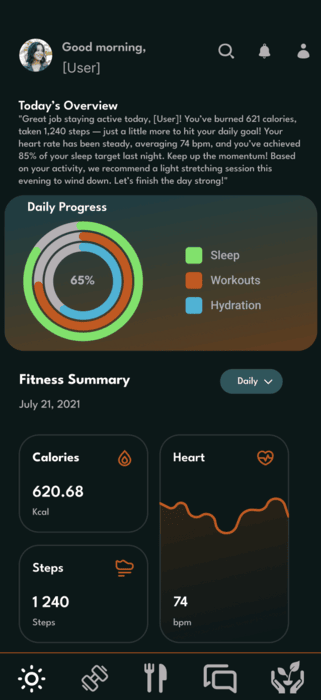 Good morning,
[User]
Today's Overview
"Great job staying active today, [User]! You've burned 621 calories,
taken 1,240 steps — just a little more to hit your daily goal! Your
heart rate has been steady, averaging 74 bpm, and you've achieved
85% of your sleep target last night. Keep up the momentum! Based
on your activity, we recommend a light stretching session this
evening to wind down. Let's finish the day strong!"
Daily Progress
65%
Sleep
Workouts
Hydration
Fitness Summary
Daily
July 21, 2021
Calories
620.68
Kcal
Heart
74
bpm
Steps
1 240
Steps